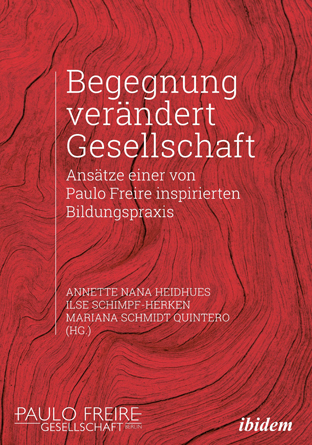 Begegnung
verändert
Gesellschaft
Ansätze einer von
Paulo Freire inspirierten
Bildungspraxis
ANNETTE NANA HEIDHUES
ILSE SCHIMPF-HERKEN
MARIANA SCHMIDT QUINTERO
(HG.)
PAULO FREIRE
GESELLSCHAFT BERLIN
ibidem